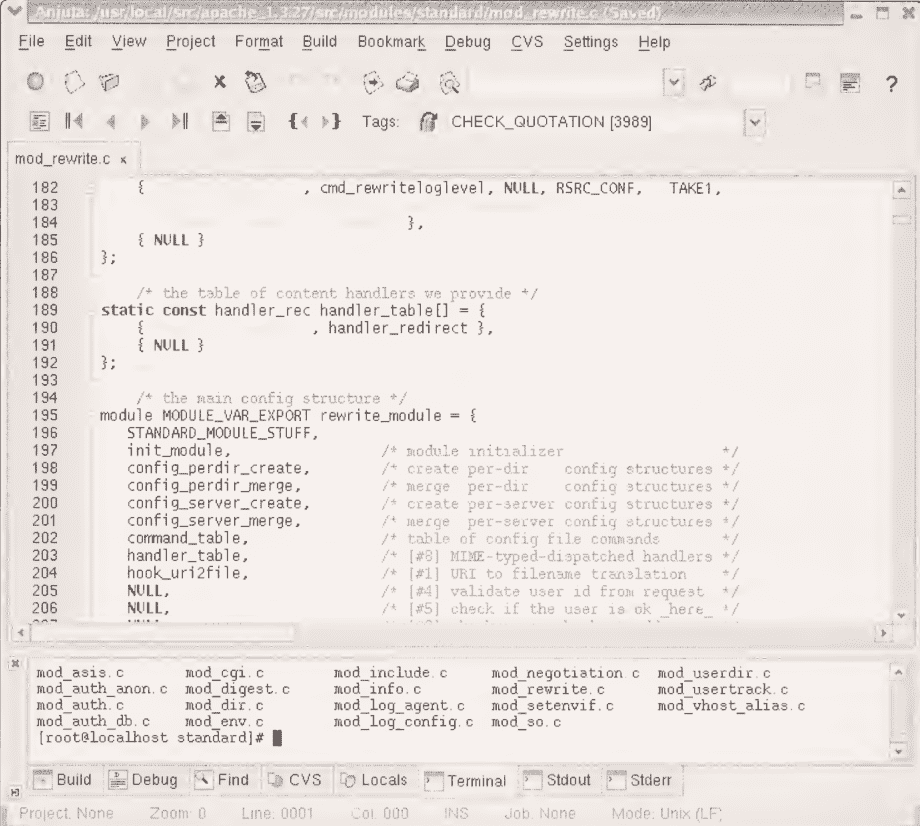 Anjuta: /usr/local/src/apache_1.3.27/src/modules/standard/mod_rewrite.c (Saved)
File Edit View Project Format Build Bookmark Debug CVS Settings Help
?
Tags: CHECK_QUOTATION [3989]
mod_rewrite.c x
182 { , cmd_rewriteloglevel, NULL, RSRC_CONF, TAKE1,
183
184 },
185 { NULL }
186 };
187
188 /* the table of content handlers we provide */
189 static const handler_rec handler_table[] = {
190 { , handler_redirect },
191 { NULL }
192 };
193
194 /* the main config structure */
195 module MODULE_VAR_EXPORT rewrite_module = {
196 STANDARD_MODULE_STUFF,
197 init_module, /* module initializer */
198 config_perdir_create, /* create per-dir config structures */
199 config_perdir_merge, /* merge per-dir config structures */
200 config_server_create, /* create per-server config structures */
201 config_server_merge, /* merge per-server config structures */
202 command_table, /* table of config file commands */
203 handler_table, /* [#8] MIME-typed-dispatched handlers */
204 hook_uri2file, /* [#1] URI to filename translation */
205 NULL, /* [#4] validate user id from request */
206 NULL, /* [#5] check if the user is ok _here_ */
mod_asis.c mod_cgi.c mod_include.c mod_negotiation.c mod_userdir.c
mod_auth_anon.c mod_digest.c mod_info.c mod_rewrite.c mod_usertrack.c
mod_auth.c mod_dir.c mod_log_agent.c mod_setenvif.c mod_vhost_alias.c
mod_auth_db.c mod_env.c mod_log_config.c mod_so.c
[root@localhost standard]#
Build Debug Find CVS Locals Terminal Stdout Stderr
Project: None Zoom: 0 Line: 0001 Col: 000 INS Job: None Mode: Unix (LF)